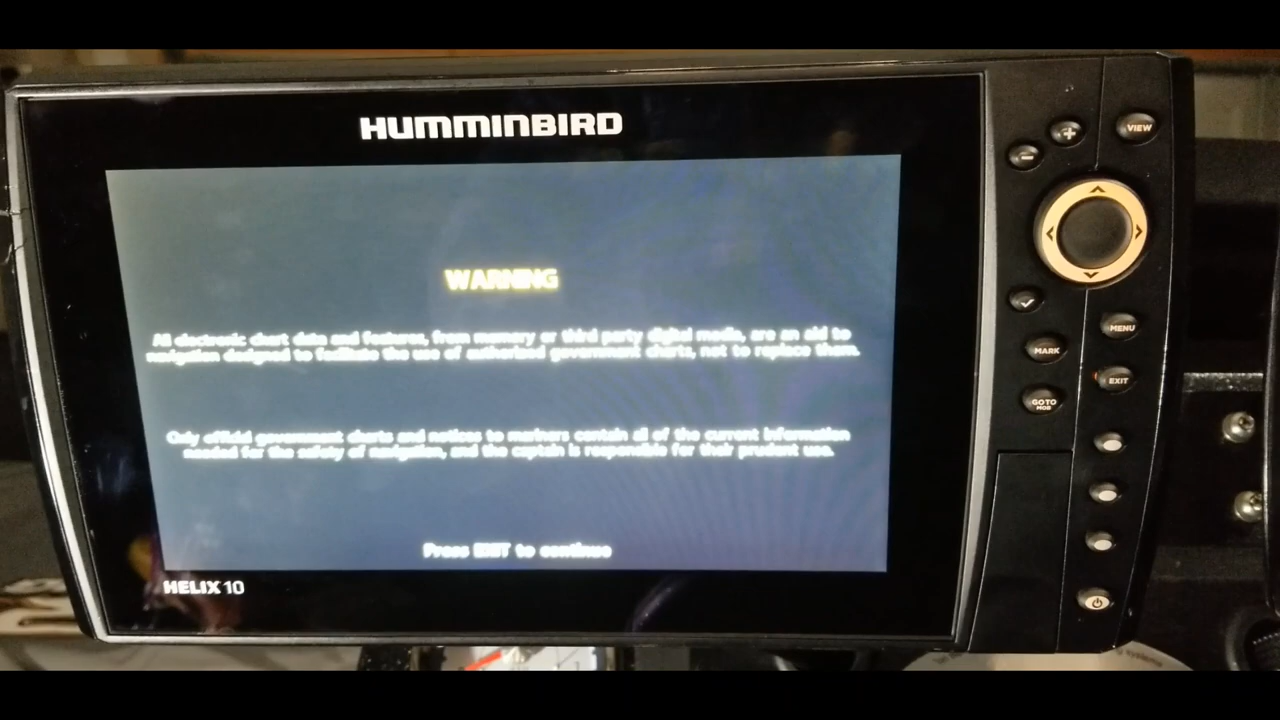 HUMMINBIRD
VIEW
WARNING
All electronic chart data and features, from memory or third party digital media, are an aid to
navigation designed to facilitate the use of authorized government charts, not to replace them.
MENU
MARK
EXIT
GO TO
MOB
Only official government charts and notices to mariners contain all of the current information
needed for the safety of navigation, and the captain is responsible for their prudent use.
Press EXIT to continue
HELIX 10
systems